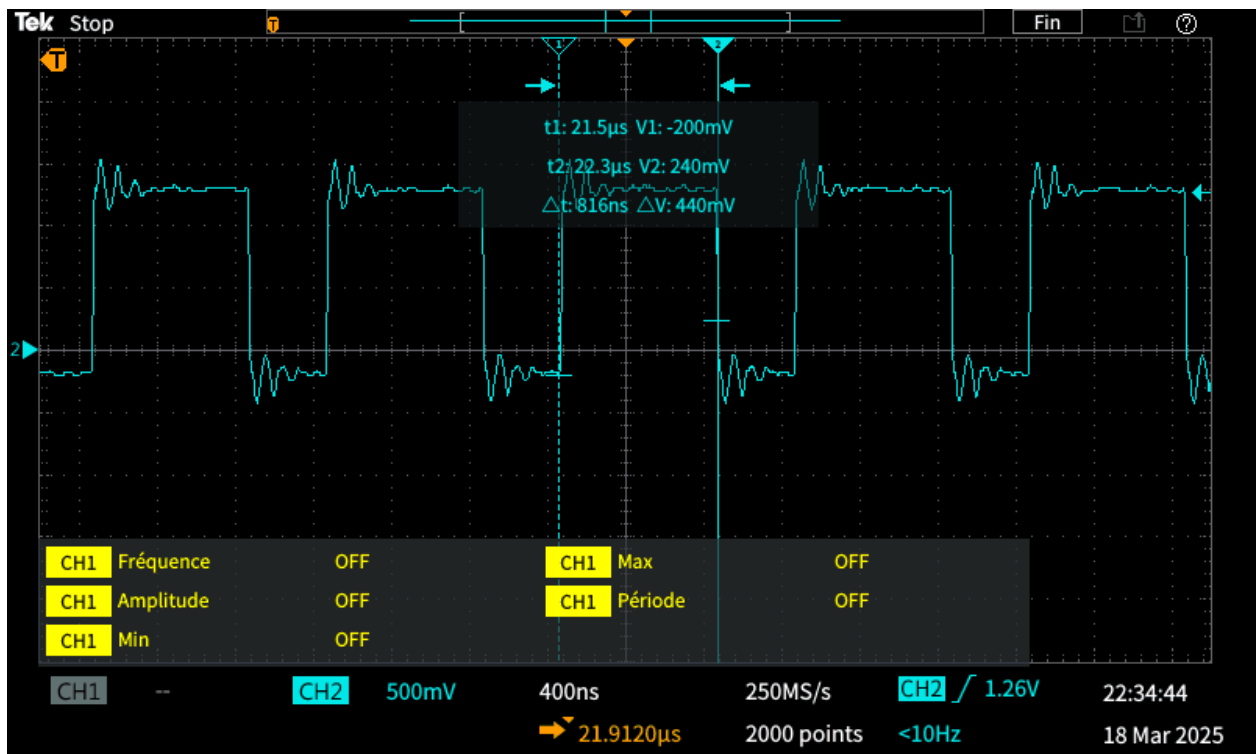 Tek Stop T Fin ?
T 1 2
t1: 21.5µs V1: -200mV
t2: 22.3µs V2: 240mV
△t: 816ns △V: 440mV
2
CH1 Fréquence OFF CH1 Max OFF
CH1 Amplitude OFF CH1 Période OFF
CH1 Min OFF
CH1 -- CH2 500mV 400ns 250MS/s CH2 1.26V 22:34:44
21.9120µs 2000 points <10Hz 18 Mar 2025